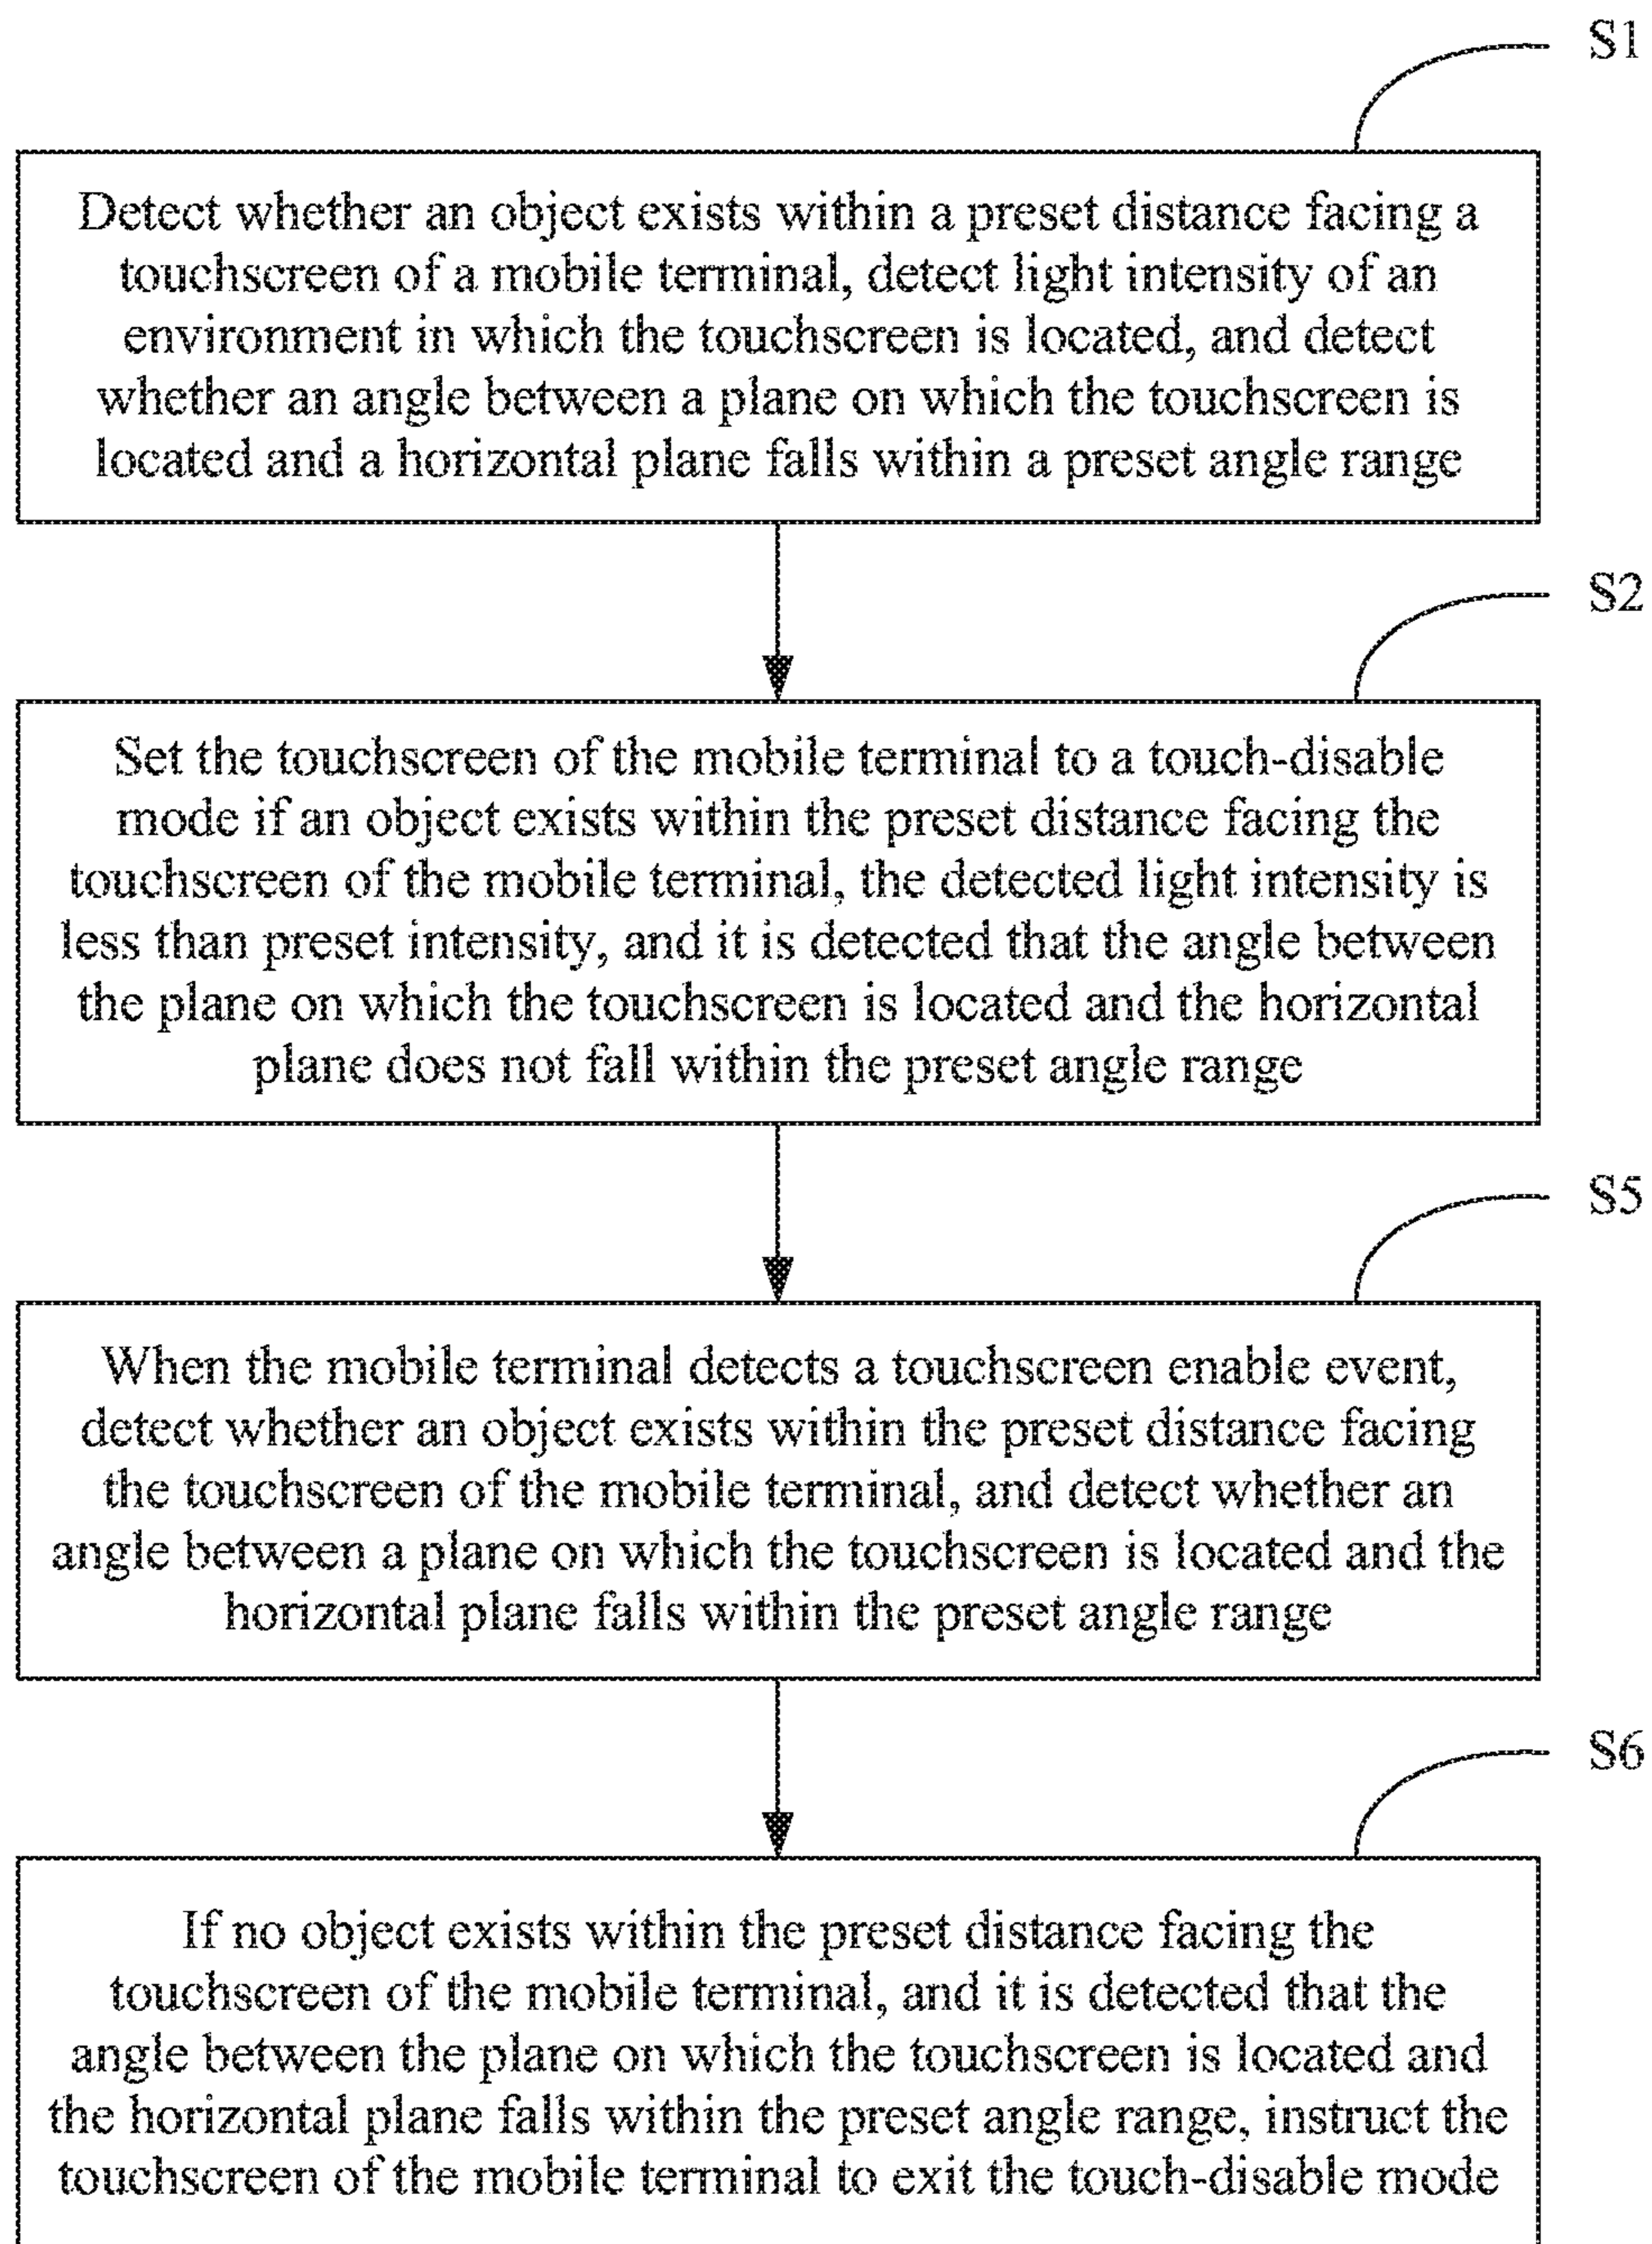 S1
Detect whether an object exists within a preset distance facing a
touchscreen of a mobile terminal, detect light intensity of an
environment in which the touchscreen is located, and detect
whether an angle between a plane on which the touchscreen is
located and a horizontal plane falls within a preset angle range
S2
Set the touchscreen of the mobile terminal to a touch-disable
mode if an object exists within the preset distance facing the
touchscreen of the mobile terminal, the detected light intensity is
less than preset intensity, and it is detected that the angle between
the plane on which the touchscreen is located and the horizontal
plane does not fall within the preset angle range
S5
When the mobile terminal detects a touchscreen enable event,
detect whether an object exists within the preset distance facing
the touchscreen of the mobile terminal, and detect whether an
angle between a plane on which the touchscreen is located and the
horizontal plane falls within the preset angle range
S6
If no object exists within the preset distance facing the
touchscreen of the mobile terminal, and it is detected that the
angle between the plane on which the touchscreen is located and
the horizontal plane falls within the preset angle range, instruct the
touchscreen of the mobile terminal to exit the touch-disable mode